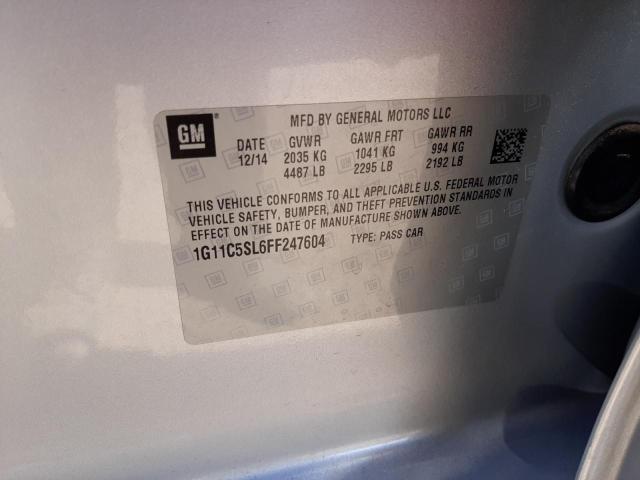 GM
MFD BY GENERAL MOTORS LLC
DATE GVWR GAWR FRT GAWR RR
12/14 2035 KG 1041 KG 994 KG
4487 LB 2295 LB 2192 LB
THIS VEHICLE CONFORMS TO ALL APPLICABLE U.S. FEDERAL MOTOR
VEHICLE SAFETY, BUMPER, AND THEFT PREVENTION STANDARDS IN
EFFECT ON THE DATE OF MANUFACTURE SHOWN ABOVE.
1G11C5SL6FF247604 TYPE: PASS CAR